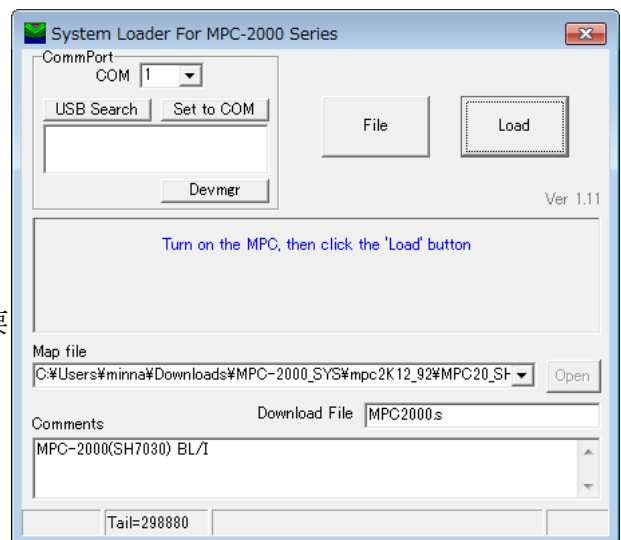 System Loader For MPC-2000 Series
CommPort
COM 1
USB Search Set to COM
Devmgr
File
Load
Ver 1.11
Turn on the MPC, then click the 'Load' button
Map file
C:¥Users¥minna¥Downloads¥MPC-2000_SYS¥mpc2K12_92¥MPC20_SH
Open
Download File MPC2000.s
Comments
MPC-2000(SH7030) BL/I
Tail=298880